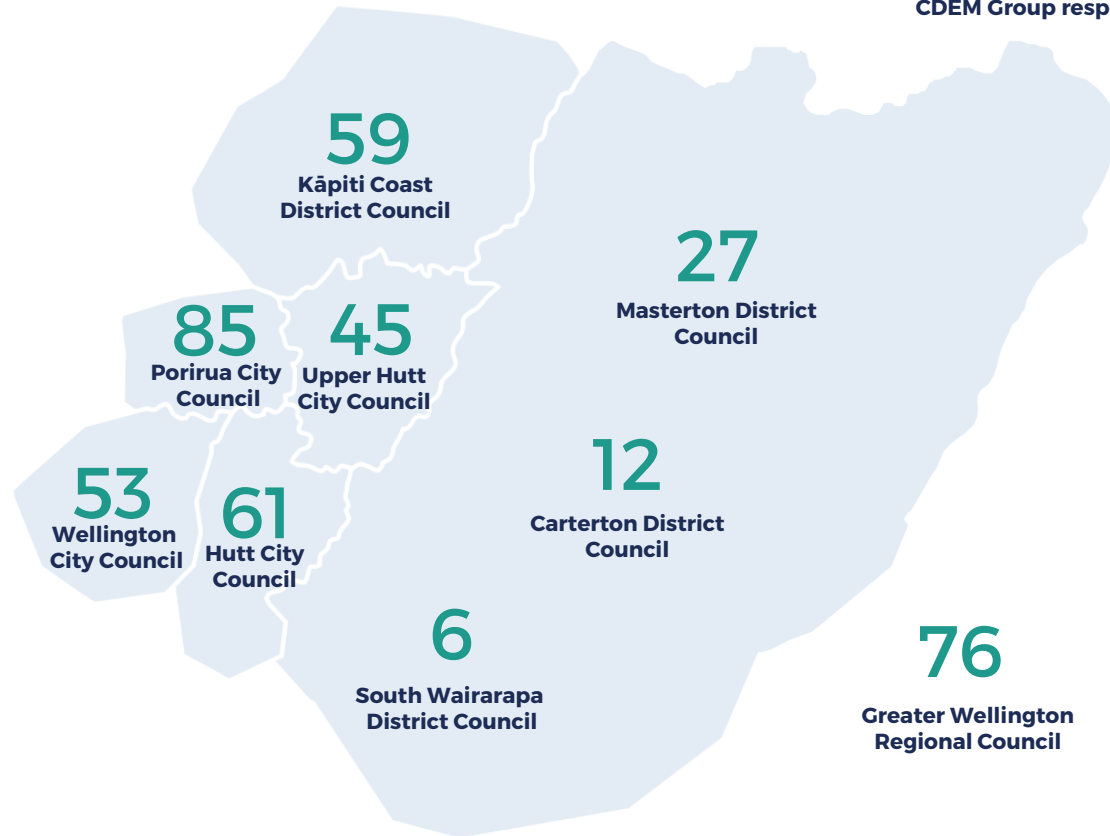 CDEM Group resp
59
Kāpiti Coast
District Council
27
Masterton District
Council
85
Porirua City
Council
45
Upper Hutt
City Council
12
Carterton District
Council
53
Wellington
City Council
61
Hutt City
Council
6
South Wairarapa
District Council
76
Greater Wellington
Regional Council